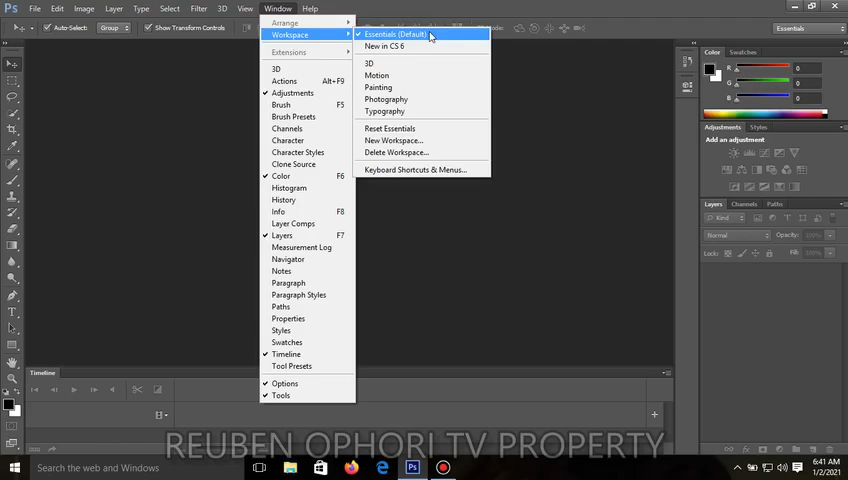 Ps File Edit Image Layer Type Select Filter 3D View Window Help
Auto-Select: Group Show Transform Controls Essentials
Arrange
Workspace
Extensions
3D
Actions Alt+F9
Adjustments
Brush F5
Brush Presets
Channels
Character
Character Styles
Clone Source
Color F6
Histogram
History
Info F8
Layer Comps
Layers F7
Measurement Log
Navigator
Notes
Paragraph
Paragraph Styles
Paths
Properties
Styles
Swatches
Timeline
Tool Presets
Options
Tools
Essentials (Default)
New in CS 6
3D
Motion
Painting
Photography
Typography
Reset Essentials
New Workspace...
Delete Workspace...
Keyboard Shortcuts & Menus...
Color Swatches
R 0
G 0
B 0
Adjustments Styles
Add an adjustment
Layers Channels Paths
Kind
Normal Opacity: 100%
Lock: Fill: 100%
Timeline
REUBEN OPHORI TV PROPERTY
Search the web and Windows
Ps
6:41 AM
1/2/2021